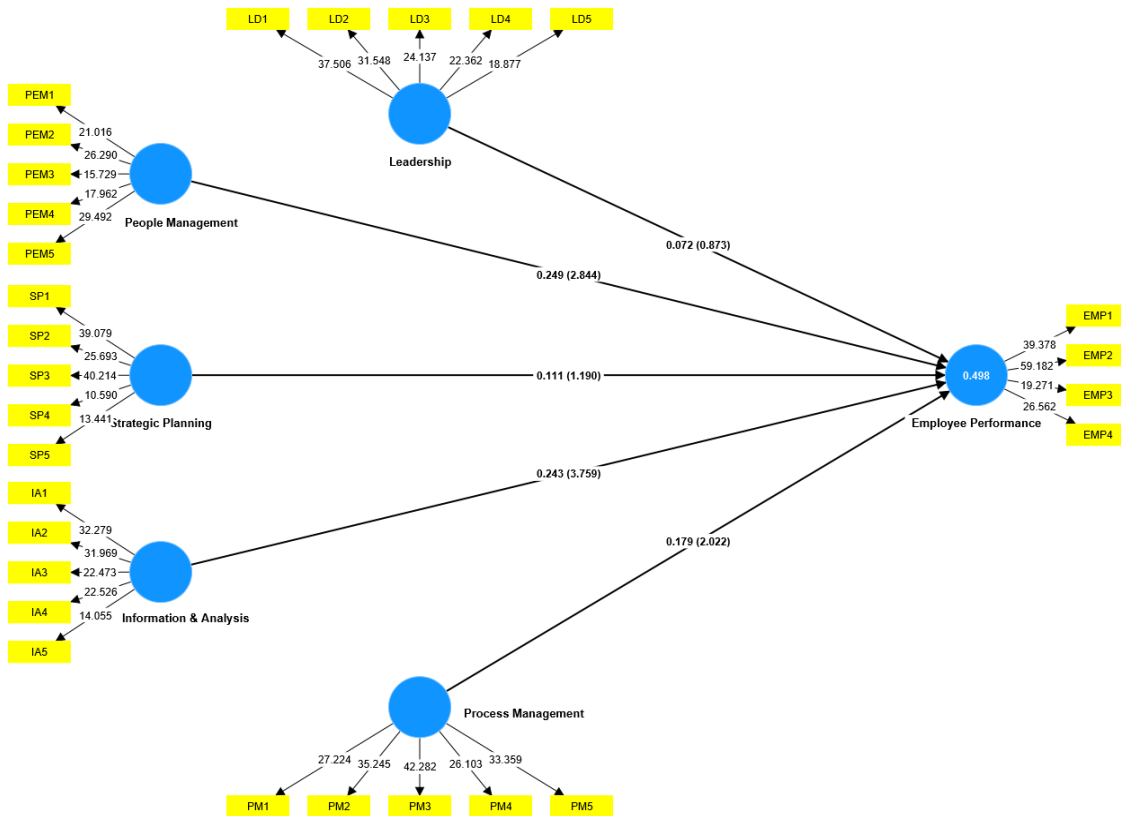 LD1
LD2
LD3
LD4
LD5
37.506
31.548
24.137
22.362
18.877
Leadership
PEM1
PEM2
PEM3
PEM4
PEM5
21.016
26.290
15.729
17.962
29.492
People Management
0.072 (0.873)
0.249 (2.844)
SP1
SP2
SP3
SP4
SP5
39.079
25.693
40.214
10.590
13.441
Strategic Planning
0.111 (1.190)
EMP1
EMP2
EMP3
EMP4
39.378
59.182
19.271
26.562
0.498
Employee Performance
IA1
IA2
IA3
IA4
IA5
32.279
31.969
22.473
22.526
14.055
Information & Analysis
0.243 (3.759)
0.179 (2.022)
Process Management
27.224
35.245
42.282
26.103
33.359
PM1
PM2
PM3
PM4
PM5